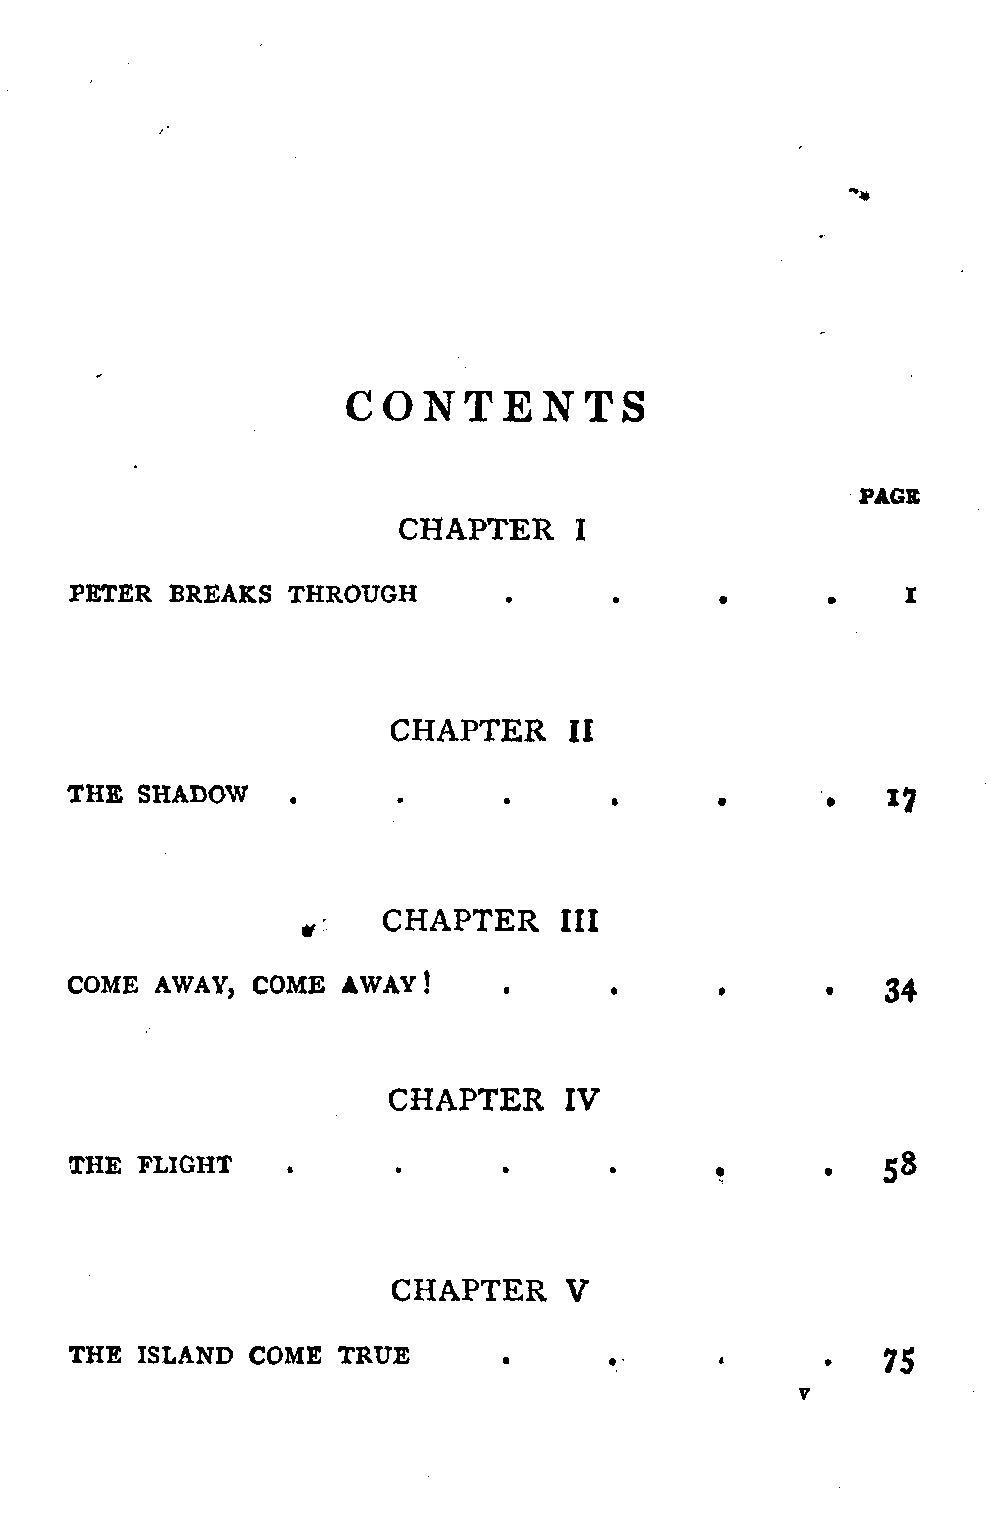 CONTENTS
PAGE
CHAPTER I
PETER BREAKS THROUGH . . . . 1
CHAPTER II
THE SHADOW . . . . . . 17
CHAPTER III
COME AWAY, COME AWAY! . . . . 34
CHAPTER IV
THE FLIGHT . . . . . . 58
CHAPTER V
THE ISLAND COME TRUE . . . . 75
v